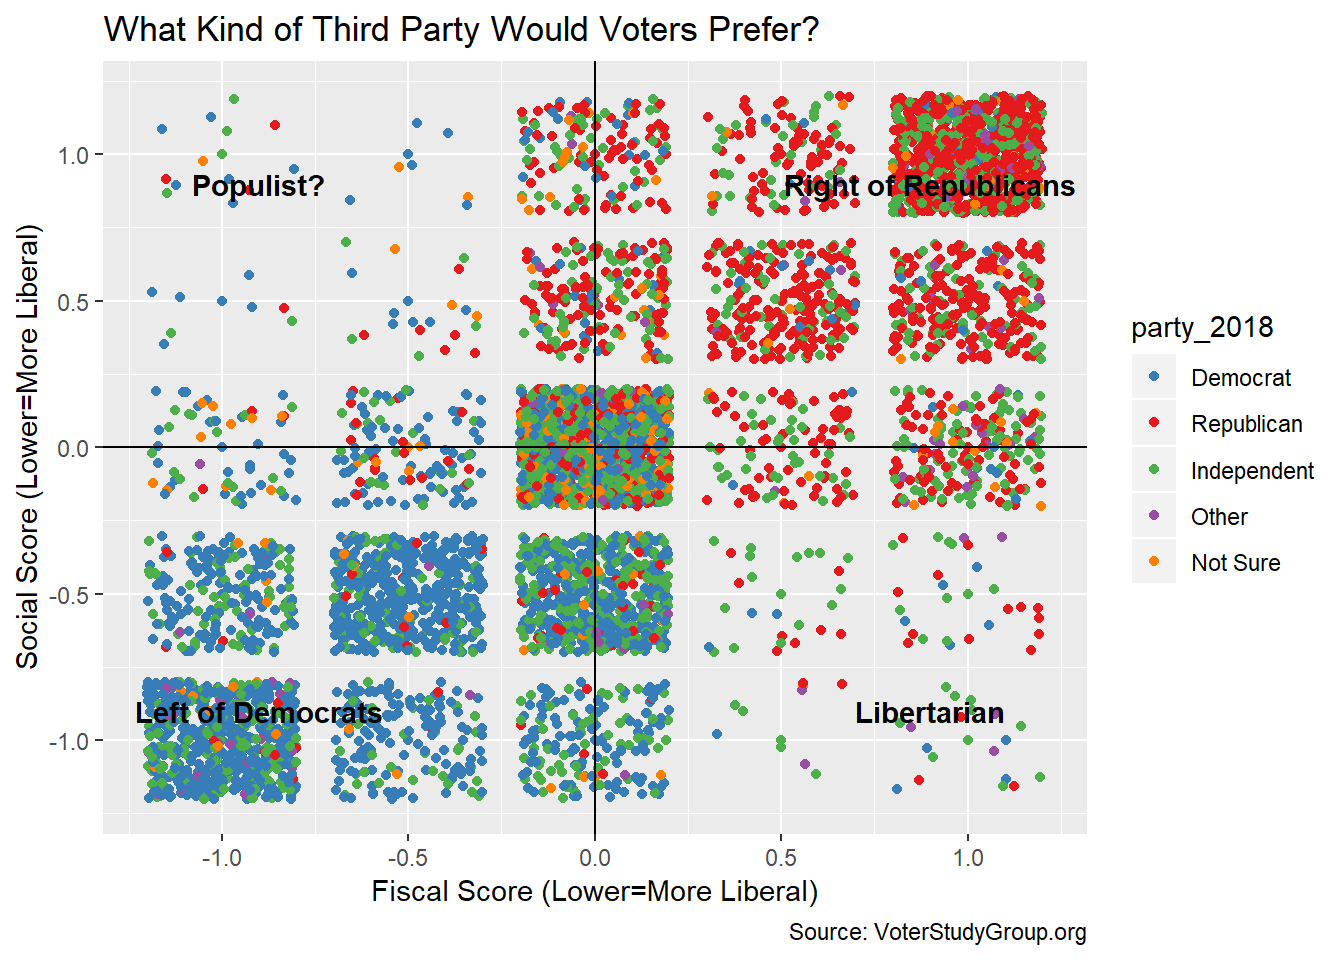 What Kind of Third Party Would Voters Prefer?
Social Score (Lower=More Liberal)
1.0
0.5
0.0
-0.5
-1.0
Populist?
Right of Republicans
Left of Democrats
Libertarian
-1.0 -0.5 0.0 0.5 1.0
Fiscal Score (Lower=More Liberal)
party_2018
Democrat
Republican
Independent
Other
Not Sure
Source: VoterStudyGroup.org